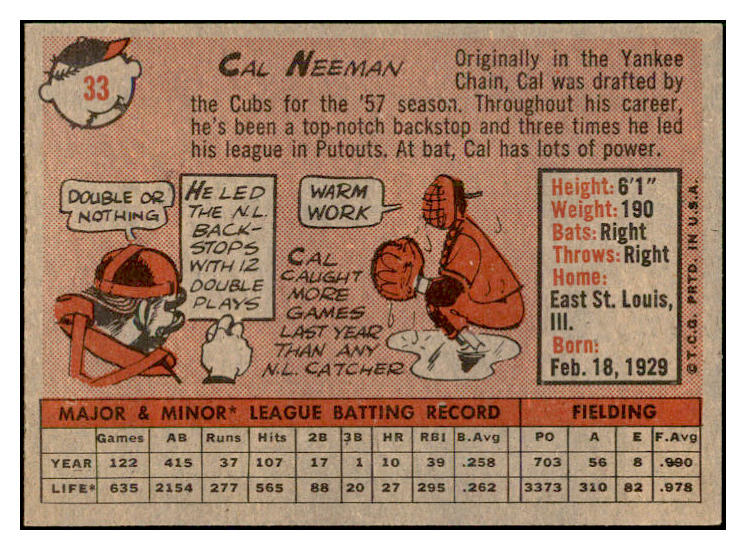 33
CAL NEEMAN
Originally in the Yankee
Chain, Cal was drafted by
the Cubs for the '57 season. Throughout his career,
he's been a top-notch backstop and three times he led
his league in Putouts. At bat, Cal has lots of power.
DOUBLE OR
NOTHING
HE LED
THE N.L.
BACK-
STOPS
WITH 12
DOUBLE
PLAYS
WARM
WORK
CAL
CAUGHT
MORE
GAMES
LAST YEAR
THAN ANY
N.L. CATCHER
Height: 6'1"
Weight: 190
Bats: Right
Throws: Right
Home:
East St. Louis,
Ill.
Born:
Feb. 18, 1929
© T.C.G. PRTD. IN U.S.A.
MAJOR & MINOR* LEAGUE BATTING RECORD FIELDING
Games AB Runs Hits 2B 3B HR RBI B.Avg PO A E F.Avg
YEAR 122 415 37 107 17 1 10 39 .258 703 56 8 .990
LIFE* 635 2154 277 565 88 20 27 295 .262 3373 310 82 .978